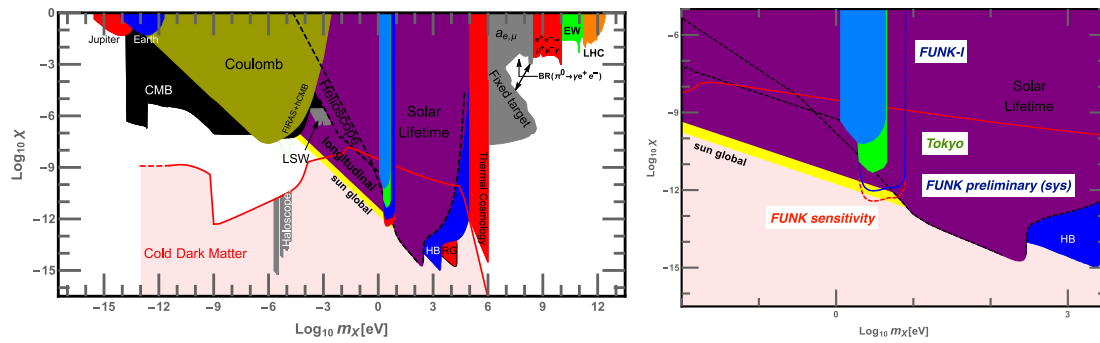 0
−3
−6
−9
−12
−15
Log₁₀ χ
Jupiter
Earth
Coulomb
CMB
FIRAS+hCMB
Helioscope
LSW
longitudinal
sun global
Solar
Lifetime
Haloscope
Cold Dark Matter
HB
RG
Thermal Cosmology
a e,μ
Fixed target
BR(π⁰→γe⁺e⁻)
e⁺e⁻→
EW
LHC
−15
−12
−9
−6
−3
0
3
6
9
12
Log₁₀ m_X[eV]
−6
−9
−12
−15
Log₁₀ χ
FUNK-I
Solar
Lifetime
Tokyo
sun global
FUNK preliminary (sys)
FUNK sensitivity
HB
0
3
Log₁₀ m_X[eV]